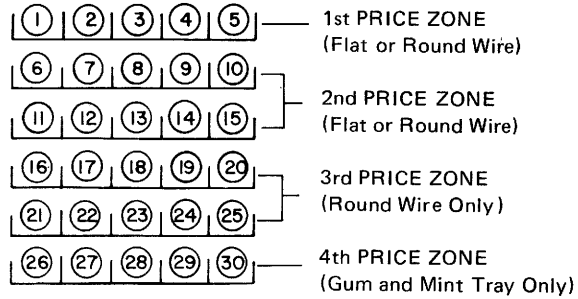 1 2 3 4 5 1st PRICE ZONE
(Flat or Round Wire)
6 7 8 9 10
2nd PRICE ZONE
11 12 13 14 15 (Flat or Round Wire)
16 17 18 19 20
3rd PRICE ZONE
(Round Wire Only)
21 22 23 24 25
26 27 28 29 30 4th PRICE ZONE
(Gum and Mint Tray Only)